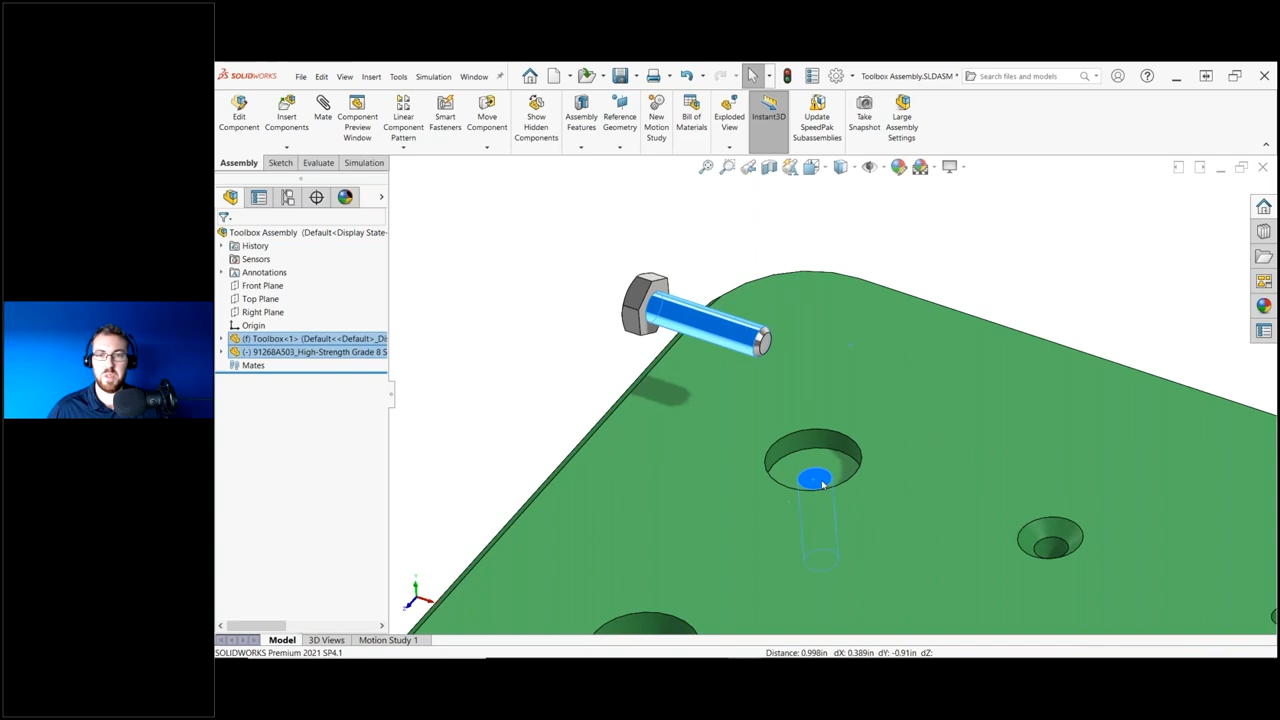 SOLIDWORKS File Edit View Insert Tools Simulation Window Toolbox Assembly.SLDASM * Search files and models
Edit Component
Insert Components
Mate
Component Preview Window
Linear Component Pattern
Smart Fasteners
Move Component
Show Hidden Components
Assembly Features
Reference Geometry
New Motion Study
Bill of Materials
Exploded View
Instant3D
Update SpeedPak Subassemblies
Take Snapshot
Large Assembly Settings
Assembly Sketch Evaluate Simulation
Toolbox Assembly (Default<Display State-
History
Sensors
Annotations
Front Plane
Top Plane
Right Plane
Origin
(f) Toolbox<1> (Default<<Default>_Di
(-) 91268A503_High-Strength Grade 8 S
Mates
Model 3D Views Motion Study 1
SOLIDWORKS Premium 2021 SP4.1 Distance: 0.998in dX: 0.389in dY: -0.91in dZ: